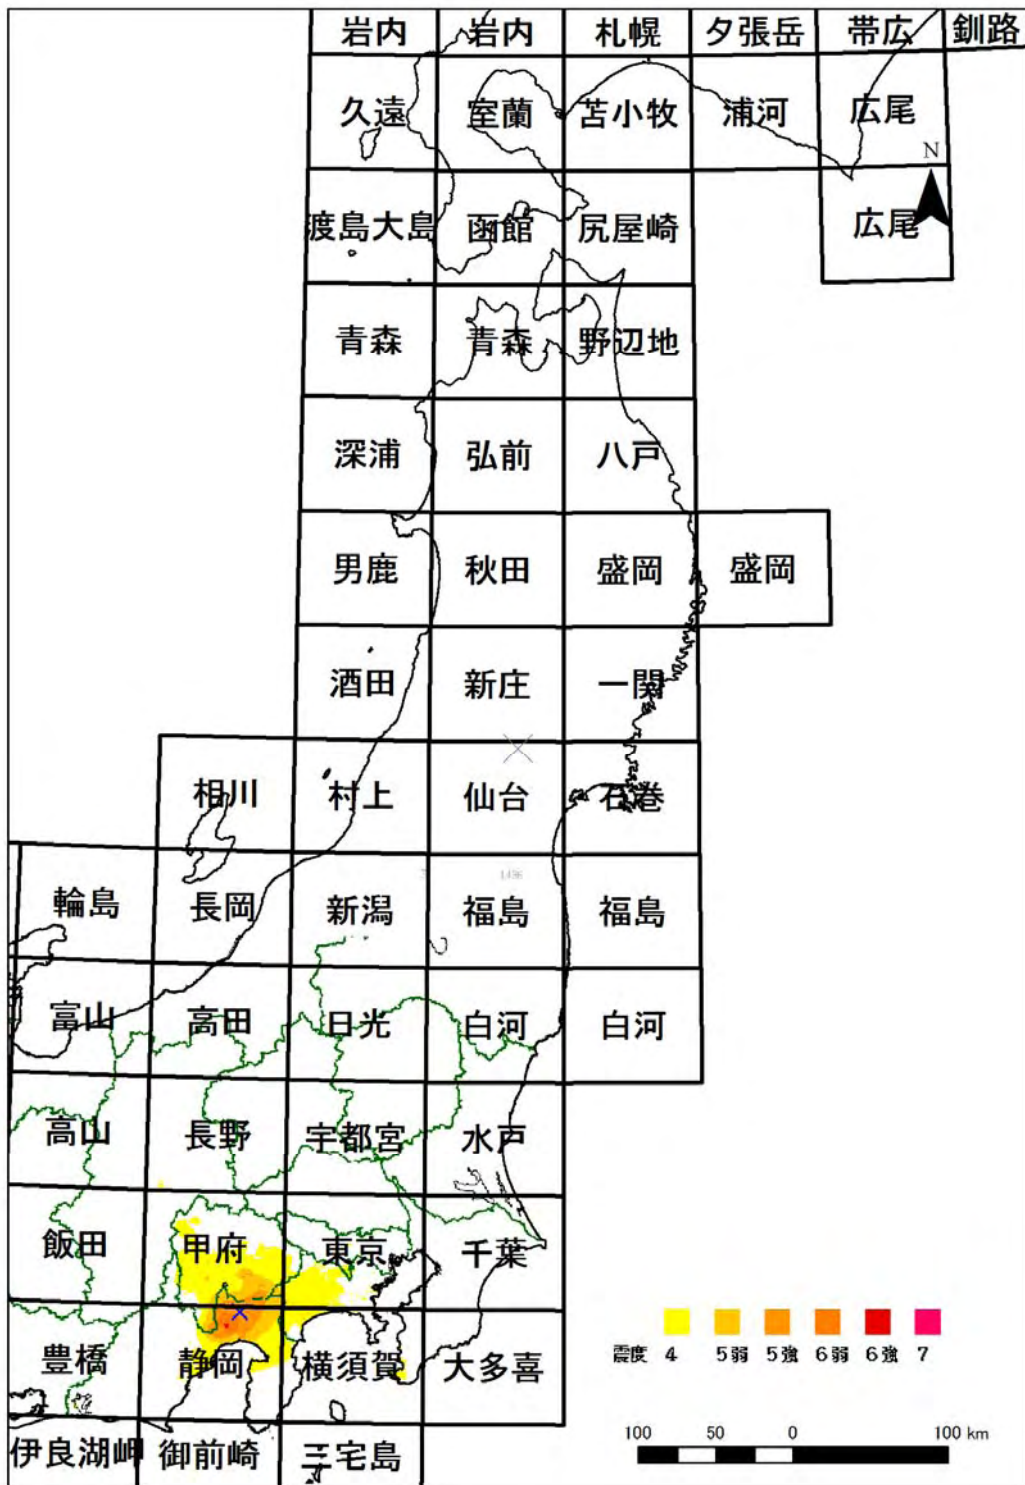 岩内 岩内 札幌 夕張岳 帯広 釧路
久遠 室蘭 苫小牧 浦河 広尾
N
渡島大島 函館 尻屋崎 広尾
青森 青森 野辺地
深浦 弘前 八戸
男鹿 秋田 盛岡 盛岡
酒田 新庄 一関
相川 村上 仙台 石巻
1496
輪島 長岡 新潟 福島 福島
富山 高田 日光 白河 白河
高山 長野 宇都宮 水戸
飯田 甲府 東京 千葉
豊橋 静岡 横須賀 大多喜
震度 4 5弱 5強 6弱 6強 7
100 50 0 100 km
伊良湖岬 御前崎 三宅島